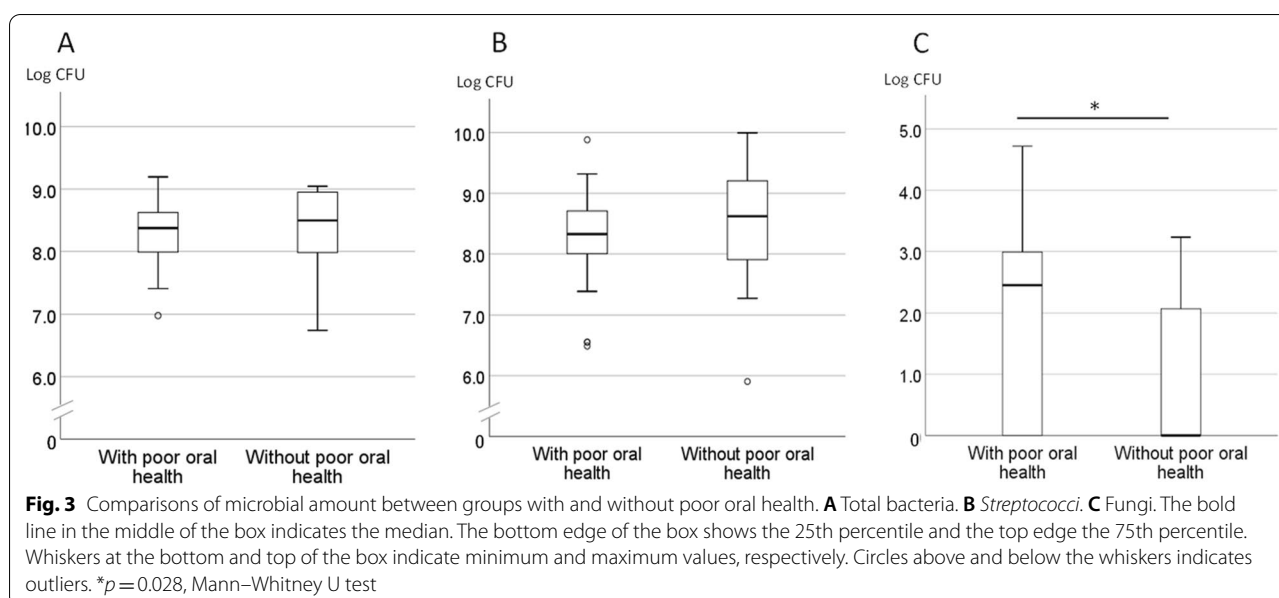 A
Log CFU
10.0
9.0
8.0
7.0
6.0
0
With poor oral
health
Without poor oral
health
B
Log CFU
10.0
9.0
8.0
7.0
6.0
0
With poor oral
health
Without poor oral
health
C
Log CFU
*
5.0
4.0
3.0
2.0
1.0
0
With poor oral
health
Without poor oral
health
Fig. 3 Comparisons of microbial amount between groups with and without poor oral health. A Total bacteria. B Streptococci. C Fungi. The bold
line in the middle of the box indicates the median. The bottom edge of the box shows the 25th percentile and the top edge the 75th percentile.
Whiskers at the bottom and top of the box indicate minimum and maximum values, respectively. Circles above and below the whiskers indicates
outliers. *p = 0.028, Mann–Whitney U test